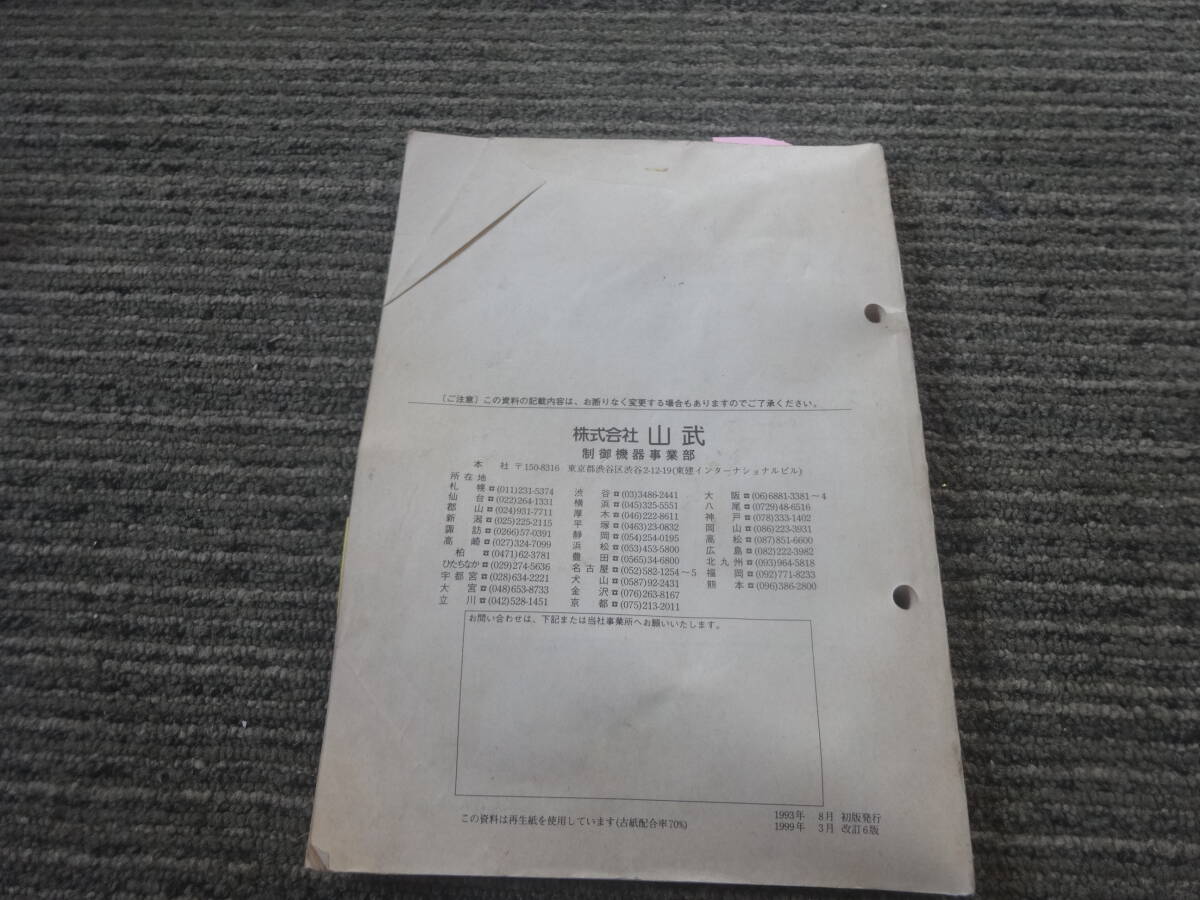 〔ご注意〕この資料の記載内容は、お断りなく変更する場合もありますのでご了承ください。
株式会社 山武
制御機器事業部
本 社 〒150-8316 東京都渋谷区渋谷2-12-19(東建インターナショナルビル)
所在地
札 幌☎(011)231-5374
仙 台☎(022)264-1331
郡 山☎(024)931-7711
新 潟☎(025)225-2115
諏 訪☎(0266)57-0391
高 崎☎(027)324-7099
柏 ☎(0471)62-3781
ひたちなか☎(029)274-5636
宇都宮☎(028)634-2221
大 宮☎(048)653-8733
立 川☎(042)528-1451
渋 谷☎(03)3486-2441
横 浜☎(045)325-5551
厚 木☎(046)222-8611
平 塚☎(0463)23-0832
静 岡☎(054)254-0195
浜 松☎(053)453-5800
豊 田☎(0565)34-6800
名古屋☎(052)582-1254～5
犬 山☎(0587)92-2431
金 沢☎(076)263-8167
京 都☎(075)213-2011
大 阪☎(06)6881-3381～4
八 尾☎(0729)48-6516
神 戸☎(078)333-1402
岡 山☎(086)223-3931
高 松☎(087)851-6600
広 島☎(082)222-3982
北九州☎(093)964-5818
福 岡☎(092)771-8233
熊 本☎(096)386-2800
お問い合わせは、下記または当社事業所へお願いいたします。
この資料は再生紙を使用しています(古紙配合率70%)
1993年 8月 初版発行
1999年 3月 改訂6版